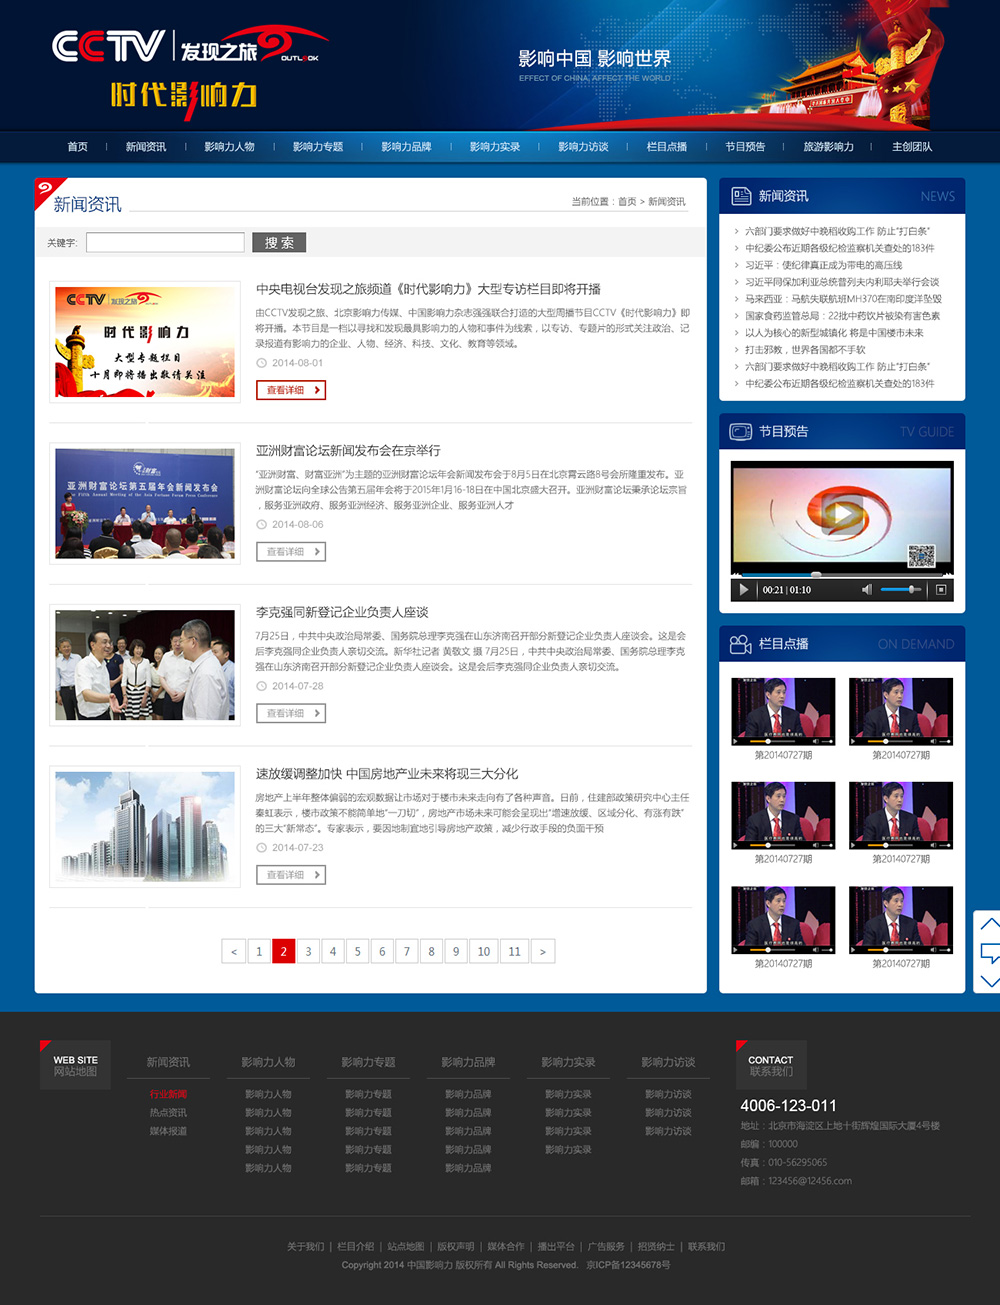 CCTV 发现之旅 OUTLOOK
时代影响力
影响中国 影响世界
EFFECT OF CHINA, AFFECT THE WORLD
首页 新闻资讯 影响力人物 影响力专题 影响力品牌 影响力实录 影响力访谈 栏目点播 节目预告 旅游影响力 主创团队
新闻资讯
当前位置：首页 > 新闻资讯
关键字: 搜 索
CCTV 发现之旅
时代影响力
大型专题栏目
十月即将播出敬请关注
中央电视台发现之旅频道《时代影响力》大型专访栏目即将开播
由CCTV发现之旅、北京影响力传媒、中国影响力杂志强强联合打造的大型周播节目CCTV《时代影响力》即
将开播。本节目是一档以寻找和发现最具影响力的人物和事件为线索，以专访、专题片的形式关注政治、记
录报道有影响力的企业、人物、经济、科技、文化、教育等领域。
2014-08-01
查看详细
亚洲财富论坛第五届年会新闻发布会
The Fifth Annual Meeting of the Asia Fortune Forum Press Conference
亚洲财富论坛新闻发布会在京举行
“亚洲财富、财富亚洲”为主题的亚洲财富论坛年会新闻发布会于8月5日在北京霄云路8号会所隆重发布。亚
洲财富论坛向全球公告第五届年会将于2015年1月16-18日在中国北京盛大召开。亚洲财富论坛秉承论坛宗旨
，服务亚洲政府、服务亚洲经济、服务亚洲企业、服务亚洲人才
2014-08-06
查看详细
李克强同新登记企业负责人座谈
7月25日，中共中央政治局常委、国务院总理李克强在山东济南召开部分新登记企业负责人座谈会。这是会
后李克强同企业负责人亲切交流。新华社记者 黄敬文 摄 7月25日，中共中央政治局常委、国务院总理李克
强在山东济南召开部分新登记企业负责人座谈会。这是会后李克强同企业负责人亲切交流。
2014-07-28
查看详细
速放缓调整加快 中国房地产业未来将现三大分化
房地产上半年整体偏弱的宏观数据让市场对于楼市未来走向有了各种声音。日前，住建部政策研究中心主任
秦虹表示，楼市政策不能简单地“一刀切”，房地产市场未来可能会呈现出“增速放缓、区域分化、有涨有跌”
的三大“新常态”。专家表示，要因地制宜地引导房地产政策，减少行政手段的负面干预
2014-07-23
查看详细
< 1 2 3 4 5 6 7 8 9 10 11 >
新闻资讯 NEWS
六部门要求做好中晚稻收购工作 防止“打白条”
中纪委公布近期各级纪检监察机关查处的183件
习近平：使纪律真正成为带电的高压线
习近平同保加利亚总统普列夫内利耶夫举行会谈
马来西亚：马航失联航班MH370在南印度洋坠毁
国家食药监管总局：22批中药饮片被染有害色素
以人为核心的新型城镇化 将是中国楼市未来
打击邪教，世界各国都不手软
六部门要求做好中晚稻收购工作 防止“打白条”
中纪委公布近期各级纪检监察机关查处的183件
节目预告 TV GUIDE
00:21 | 01:10
栏目点播 ON DEMAND
第20140727期 第20140727期
第20140727期 第20140727期
第20140727期 第20140727期
WEB SITE
网站地图
新闻资讯 影响力人物 影响力专题 影响力品牌 影响力实录 影响力访谈
行业新闻 影响力人物 影响力专题 影响力品牌 影响力实录 影响力访谈
热点资讯 影响力人物 影响力专题 影响力品牌 影响力实录 影响力访谈
媒体报道 影响力人物 影响力专题 影响力品牌 影响力实录 影响力访谈
影响力人物 影响力专题 影响力品牌 影响力实录
影响力人物 影响力专题 影响力品牌
CONTACT
联系我们
4006-123-011
地址：北京市海淀区上地十街辉煌国际大厦4号楼
邮编：100000
传真：010-56295065
邮箱：123456@12456.com
关于我们 | 栏目介绍 | 站点地图 | 版权声明 | 媒体合作 | 播出平台 | 广告服务 | 招贤纳士 | 联系我们
Copyright 2014 中国影响力 版权所有 All Rights Reserved. 京ICP备12345678号